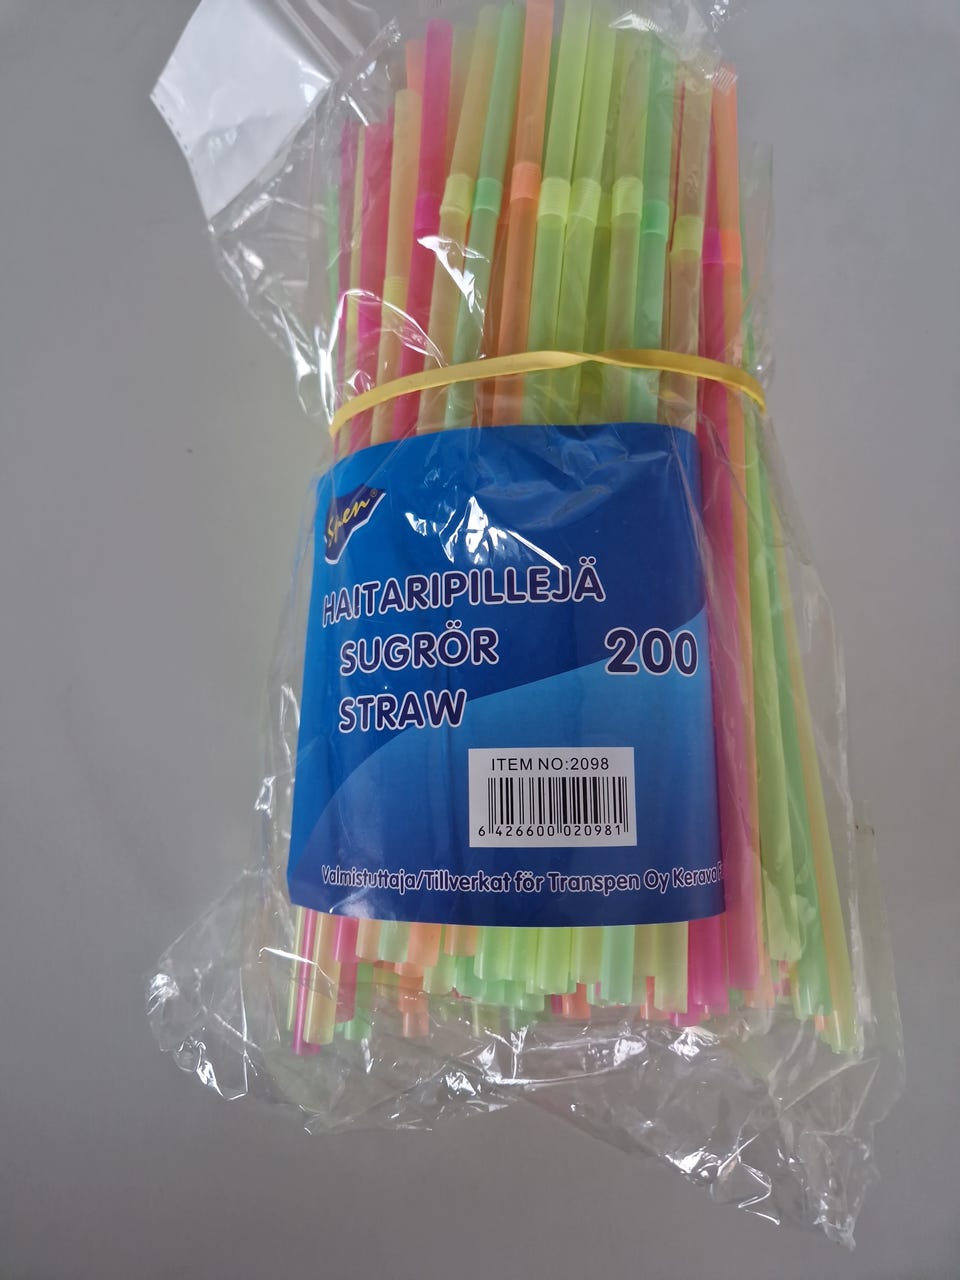 Spen®
HAITARIPILLEJÄ
SUGRÖR
200
STRAW
ITEM NO:2098
6 426600 020981
Valmistuttaja/Tillverkat för Transpen Oy Kerava